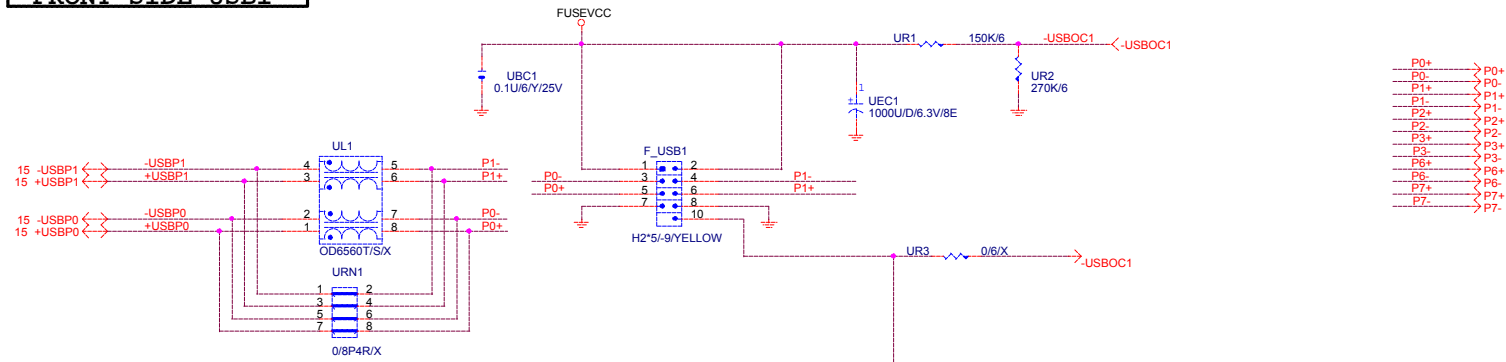 FRONT SIDE USB1
FUSEVCC
UR1 150K/6 -USBOC1 -USBOC1
UBC1
0.1U/6/Y/25V
UR2
270K/6
1
UEC1
1000U/D/6.3V/8E
P0+ P0+
P0- P0-
P1+ P1+
P1- P1-
P2+ P2+
P2- P2-
P3+ P3+
P3- P3-
P6+ P6+
P6- P6-
P7+ P7+
P7- P7-
UL1
15 -USBP1 -USBP1 4 5 P1-
15 +USBP1 +USBP1 3 6 P1+
15 -USBP0 -USBP0 2 7 P0-
15 +USBP0 +USBP0 1 8 P0+
OD6560T/S/X
F_USB1
1 2
P0- 3 4 P1-
P0+ 5 6 P1+
7 8
10
H2*5/-9/YELLOW
UR3 0/6/X -USBOC1
URN1
1 2
3 4
5 6
7 8
0/8P4R/X